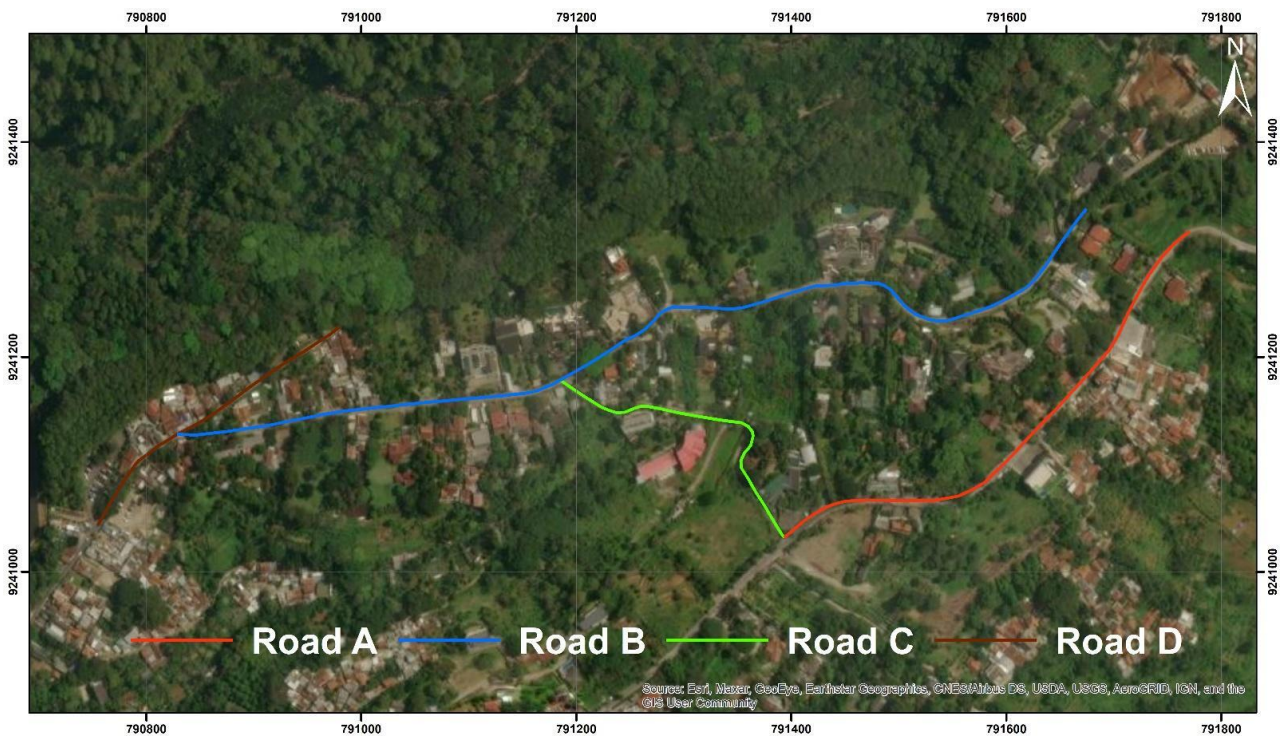 790800 791000 791200 791400 791600 791800
N
9241400 9241400
9241200 9241200
9241000 9241000
Road A Road B Road C Road D
Source: Esri, Maxar, GeoEye, Earthstar Geographics, CNES/Airbus DS, USDA, USGS, AeroGRID, IGN, and the
GIS User Community
790800 791000 791200 791400 791600 791800